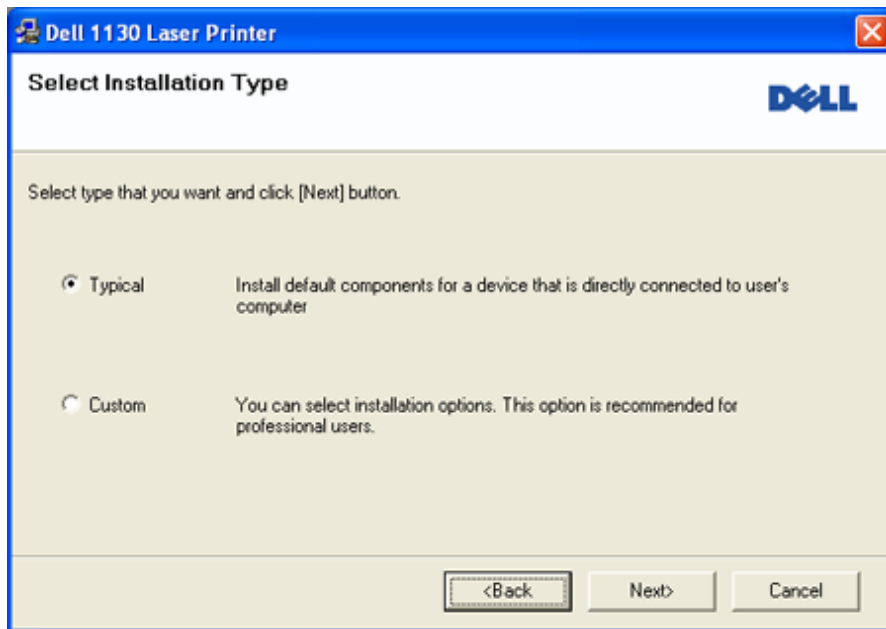 Dell 1130 Laser Printer
Select Installation Type
DELL
Select type that you want and click [Next] button.
Typical
Install default components for a device that is directly connected to user's
computer
Custom
You can select installation options. This option is recommended for
professional users.
<Back
Next>
Cancel